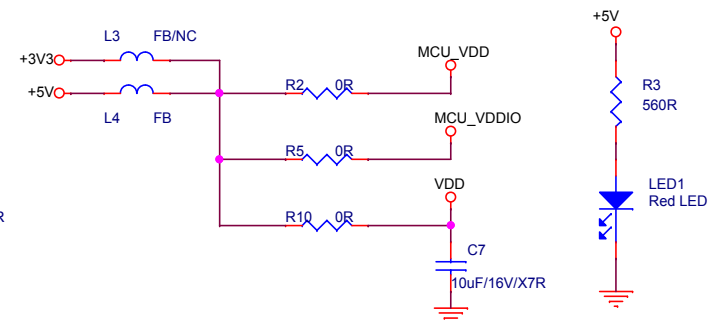 +5V
L3 FB/NC
+3V3
MCU_VDD
+5V
R2 0R
R3
560R
L4 FB
MCU_VDDIO
R5 0R
VDD
LED1
Red LED
R
R10 0R
C7
10uF/16V/X7R